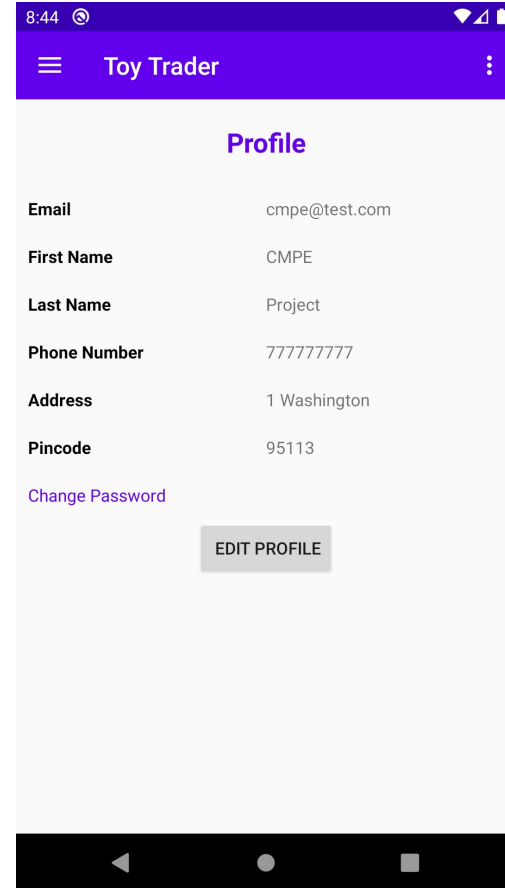 8:44
Toy Trader
Profile
Email cmpe@test.com
First Name CMPE
Last Name Project
Phone Number 777777777
Address 1 Washington
Pincode 95113
Change Password
EDIT PROFILE